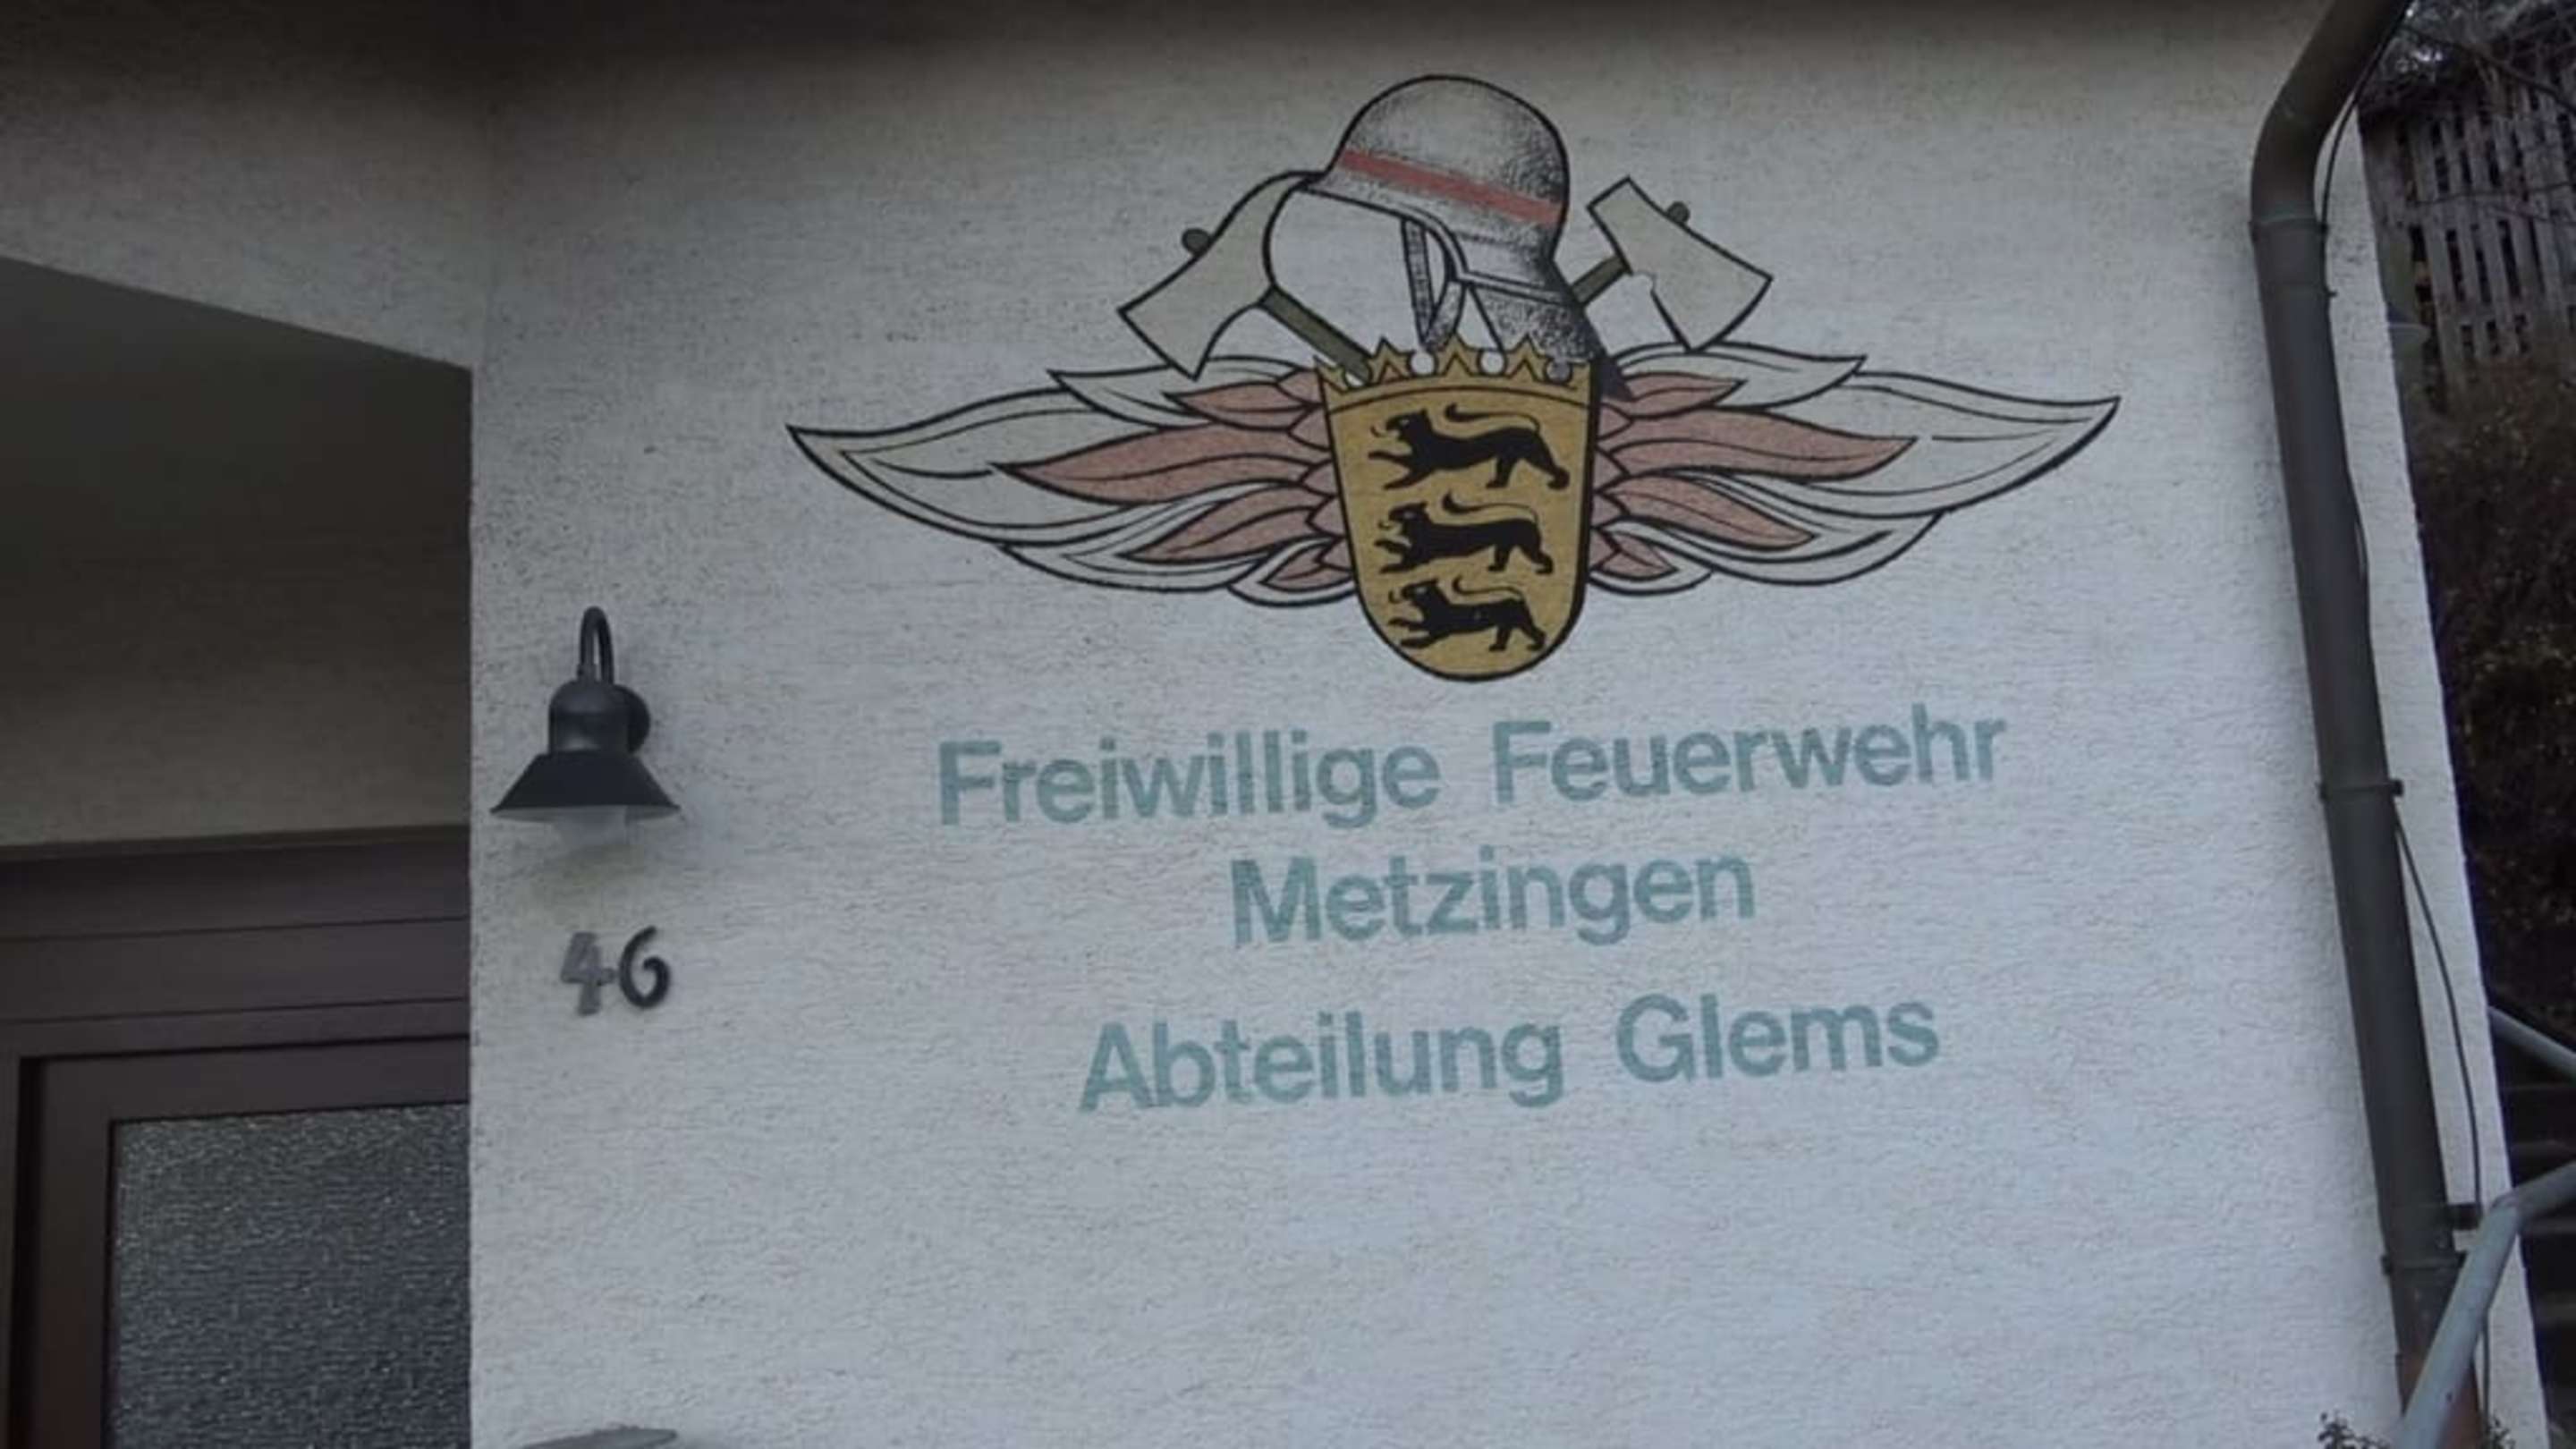 Freiwillige Feuerwehr
Metzingen
Abteilung Glems
46